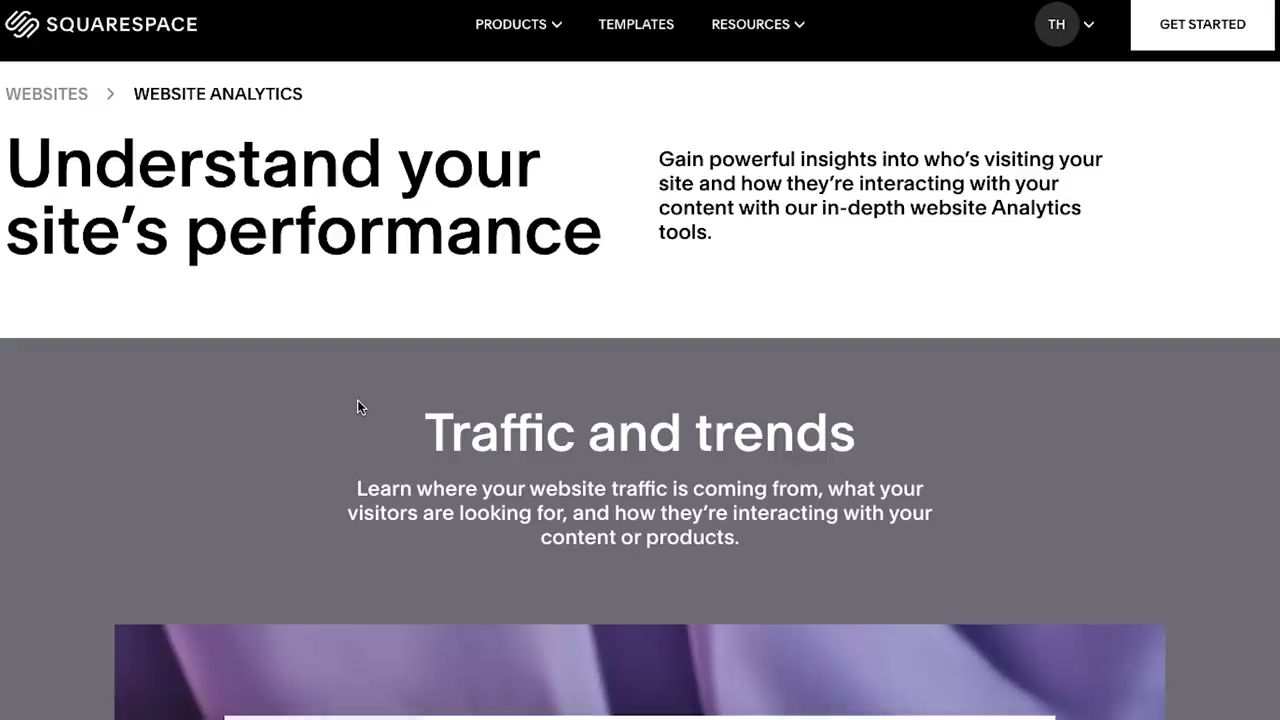 SQUARESPACE
PRODUCTS
TEMPLATES
RESOURCES
TH
GET STARTED
WEBSITES
WEBSITE ANALYTICS
Understand your
site’s performance
Gain powerful insights into who’s visiting your
site and how they’re interacting with your
content with our in-depth website Analytics
tools.
Traffic and trends
Learn where your website traffic is coming from, what your
visitors are looking for, and how they’re interacting with your
content or products.